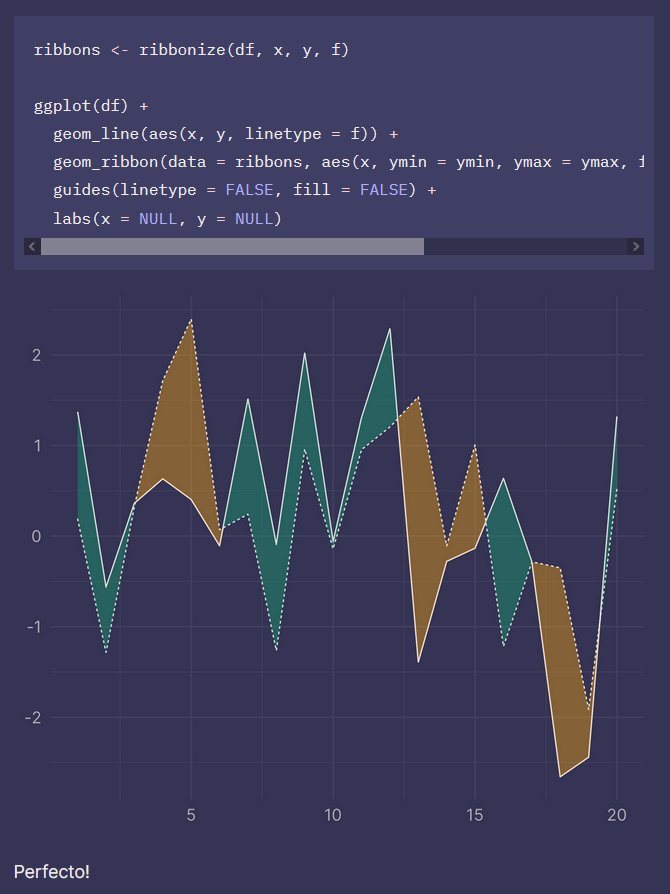 ribbons <- ribbonize(df, x, y, f)
ggplot(df) +
geom_line(aes(x, y, linetype = f)) +
geom_ribbon(data = ribbons, aes(x, ymin = ymin, ymax = ymax, f
guides(linetype = FALSE, fill = FALSE) +
labs(x = NULL, y = NULL)
2
1
0
-1
-2
5 10 15 20
Perfecto!